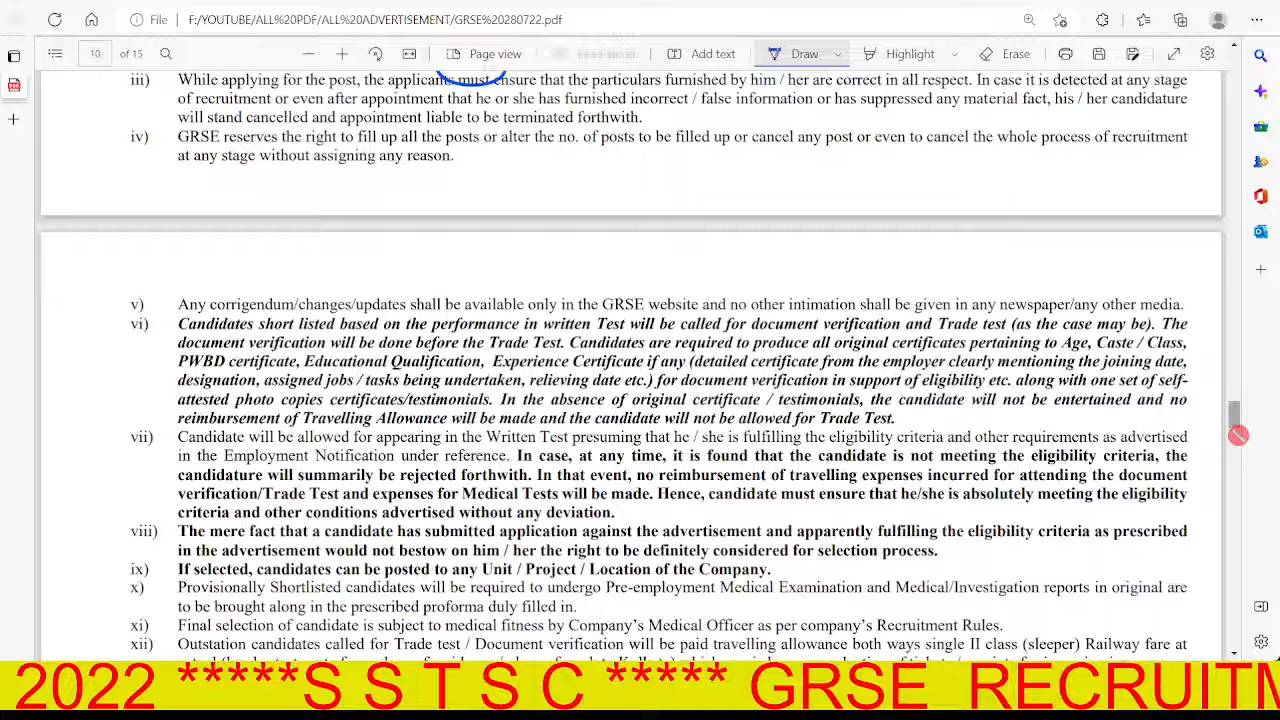 File
F:/YOUTUBE/ALL%20PDF/ALL%20ADVERTISEMENT/GRSE%20280722.pdf
10 of 15
Page view
Add text
Draw
Highlight
Erase
iii) While applying for the post, the applicants must ensure that the particulars furnished by him / her are correct in all respect. In case it is detected at any stage
of recruitment or even after appointment that he or she has furnished incorrect / false information or has suppressed any material fact, his / her candidature
will stand cancelled and appointment liable to be terminated forthwith.
iv) GRSE reserves the right to fill up all the posts or alter the no. of posts to be filled up or cancel any post or even to cancel the whole process of recruitment
at any stage without assigning any reason.
v) Any corrigendum/changes/updates shall be available only in the GRSE website and no other intimation shall be given in any newspaper/any other media.
vi) Candidates short listed based on the performance in written Test will be called for document verification and Trade test (as the case may be). The
document verification will be done before the Trade Test. Candidates are required to produce all original certificates pertaining to Age, Caste / Class,
PWBD certificate, Educational Qualification, Experience Certificate if any (detailed certificate from the employer clearly mentioning the joining date,
designation, assigned jobs / tasks being undertaken, relieving date etc.) for document verification in support of eligibility etc. along with one set of self-
attested photo copies certificates/testimonials. In the absence of original certificate / testimonials, the candidate will not be entertained and no
reimbursement of Travelling Allowance will be made and the candidate will not be allowed for Trade Test.
vii) Candidate will be allowed for appearing in the Written Test presuming that he / she is fulfilling the eligibility criteria and other requirements as advertised
in the Employment Notification under reference. In case, at any time, it is found that the candidate is not meeting the eligibility criteria, the
candidature will summarily be rejected forthwith. In that event, no reimbursement of travelling expenses incurred for attending the document
verification/Trade Test and expenses for Medical Tests will be made. Hence, candidate must ensure that he/she is absolutely meeting the eligibility
criteria and other conditions advertised without any deviation.
viii) The mere fact that a candidate has submitted application against the advertisement and apparently fulfilling the eligibility criteria as prescribed
in the advertisement would not bestow on him / her the right to be definitely considered for selection process.
ix) If selected, candidates can be posted to any Unit / Project / Location of the Company.
x) Provisionally Shortlisted candidates will be required to undergo Pre-employment Medical Examination and Medical/Investigation reports in original are
to be brought along in the prescribed proforma duly filled in.
xi) Final selection of candidate is subject to medical fitness by Company's Medical Officer as per company's Recruitment Rules.
xii) Outstation candidates called for Trade test / Document verification will be paid travelling allowance both ways single II class (sleeper) Railway fare at
2022 *****S S T S C ***** GRSE RECRUITM